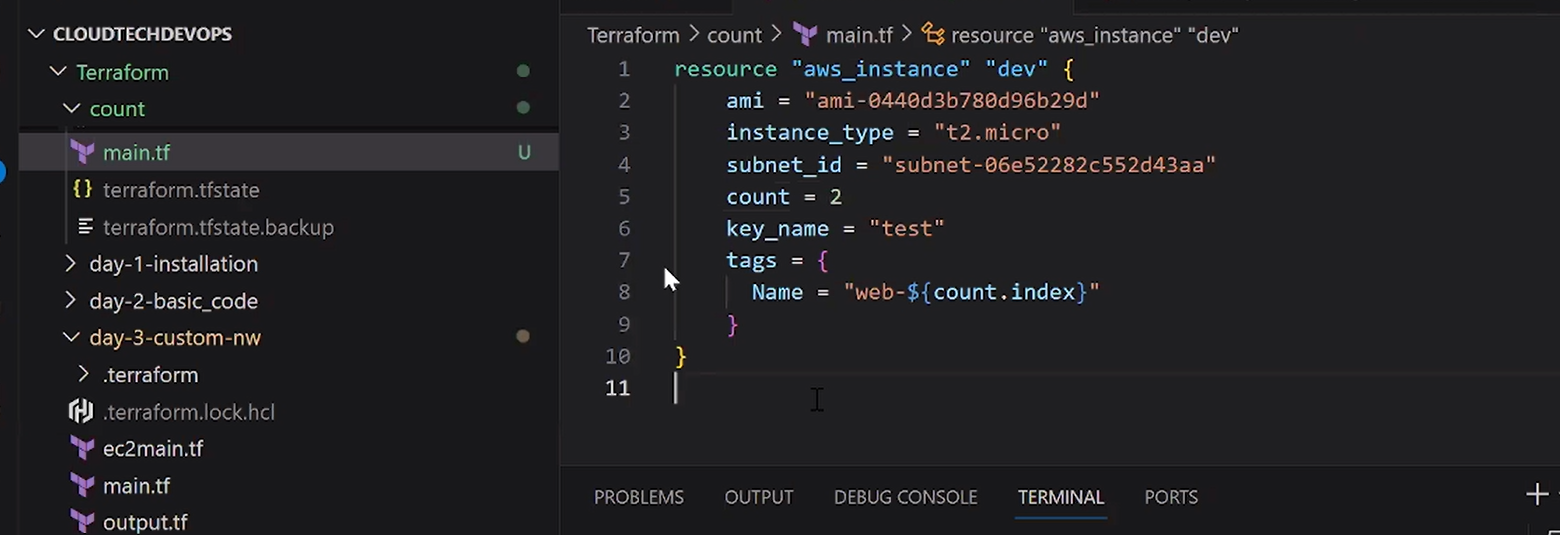 CLOUDTECHDEVOPS
Terraform
count
main.tf U
terraform.tfstate
terraform.tfstate.backup
day-1-installation
day-2-basic_code
day-3-custom-nw
.terraform
.terraform.lock.hcl
ec2main.tf
main.tf
output.tf
Terraform > count > main.tf > resource "aws_instance" "dev"
1 resource "aws_instance" "dev" {
2 ami = "ami-0440d3b780d96b29d"
3 instance_type = "t2.micro"
4 subnet_id = "subnet-06e52282c552d43aa"
5 count = 2
6 key_name = "test"
7 tags = {
8 Name = "web-${count.index}"
9 }
10 }
11
PROBLEMS OUTPUT DEBUG CONSOLE TERMINAL PORTS